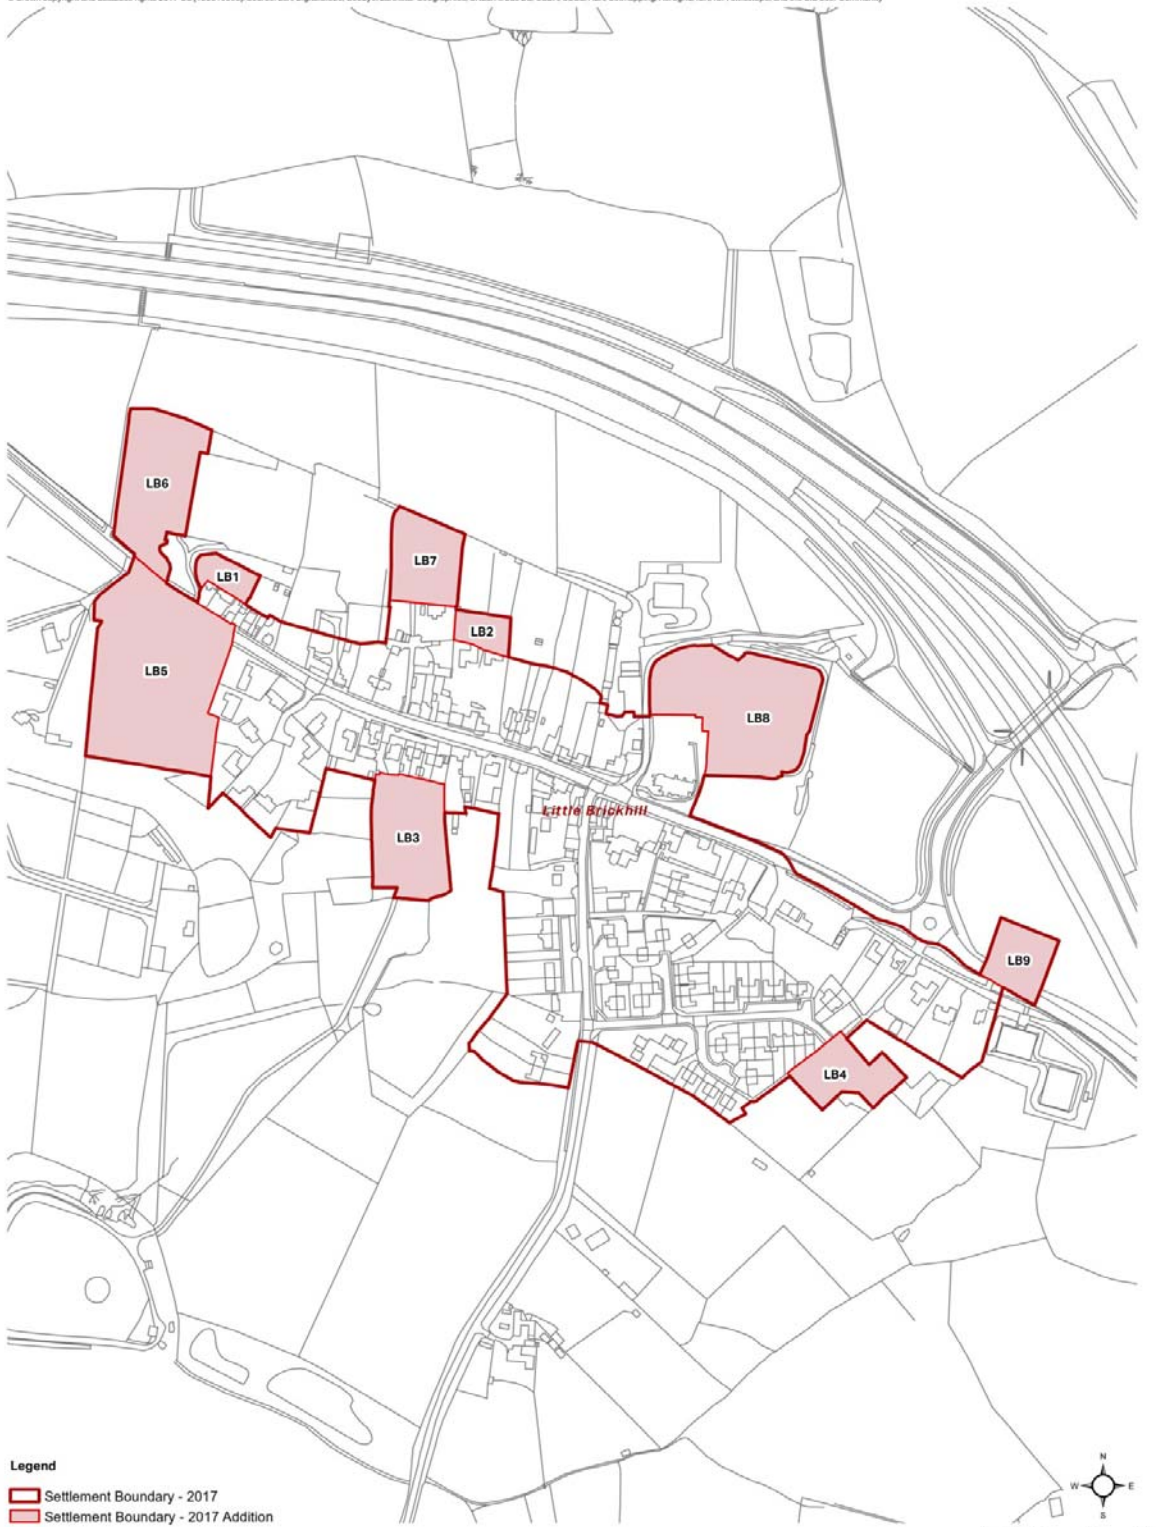 LB6
LB7
LB1
LB2
LB5
LB8
Little Brickhill
LB3
LB9
LB4
Legend
N
W E
S
Settlement Boundary - 2017
Settlement Boundary - 2017 Addition